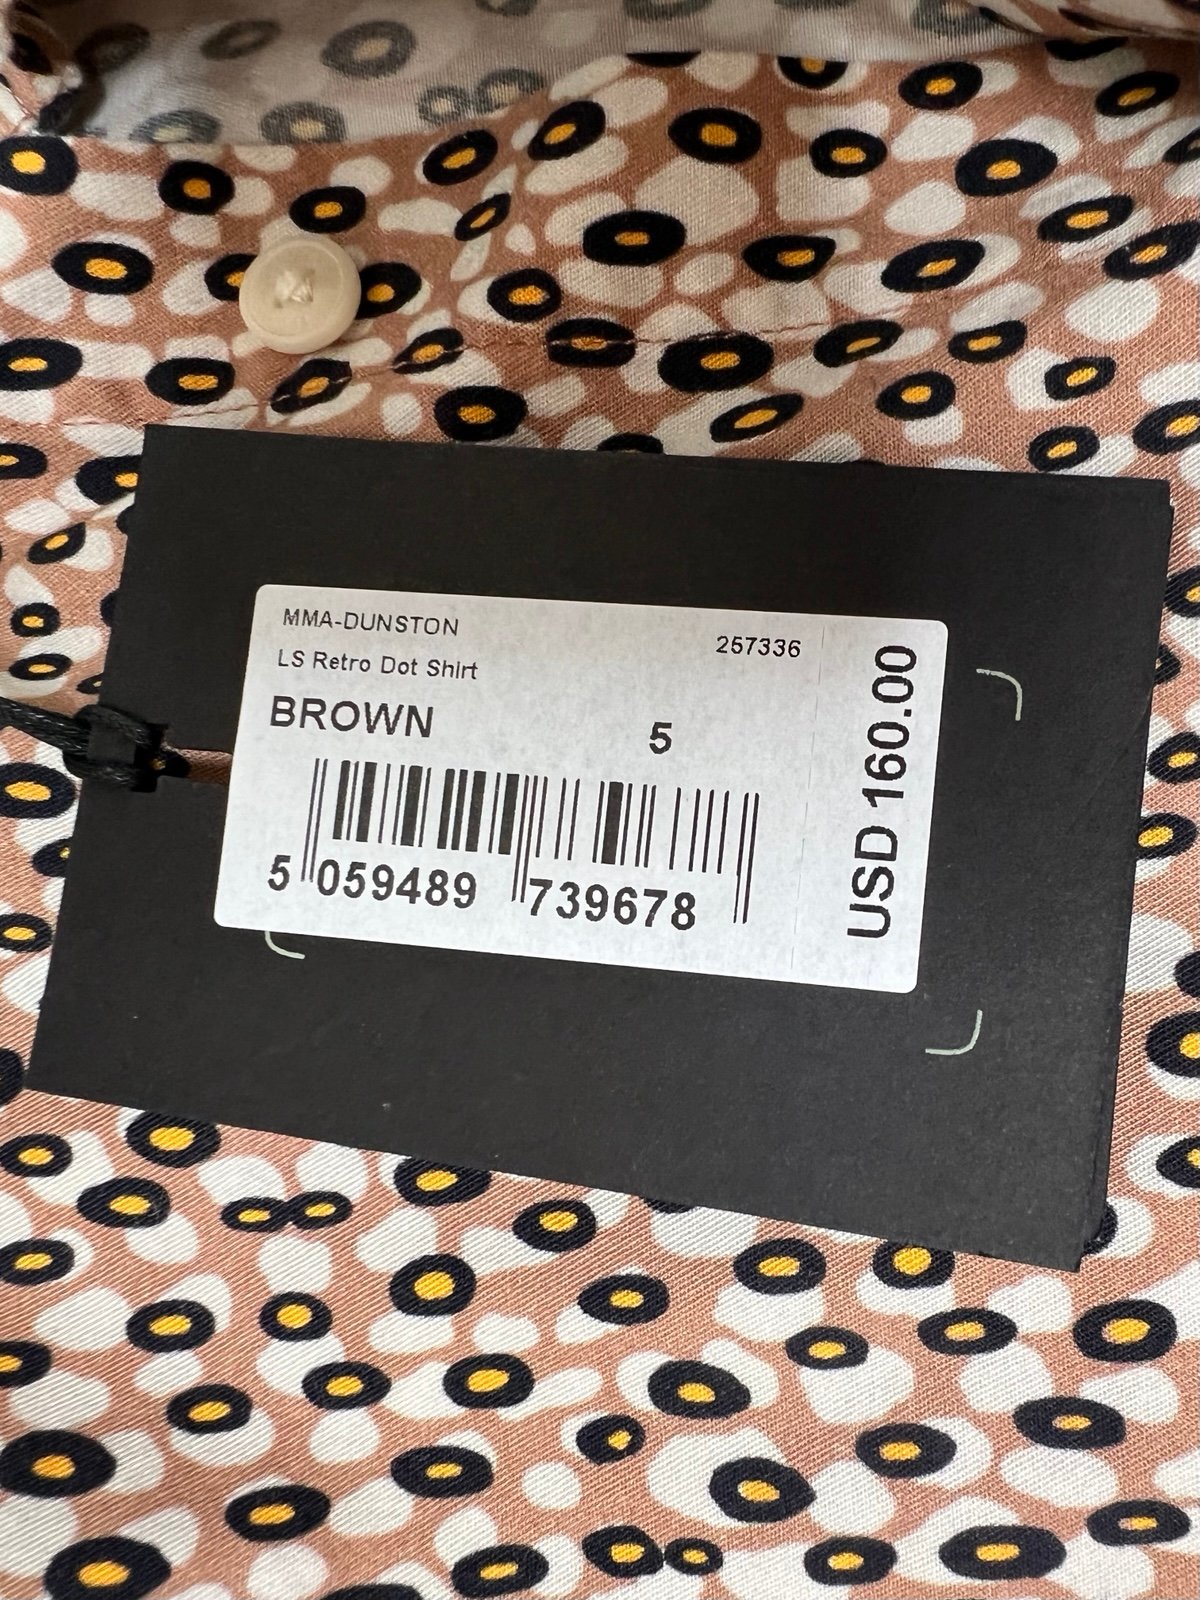 MMA-DUNSTON
257336
LS Retro Dot Shirt
BROWN
5
5 059489 739678
USD 160.00